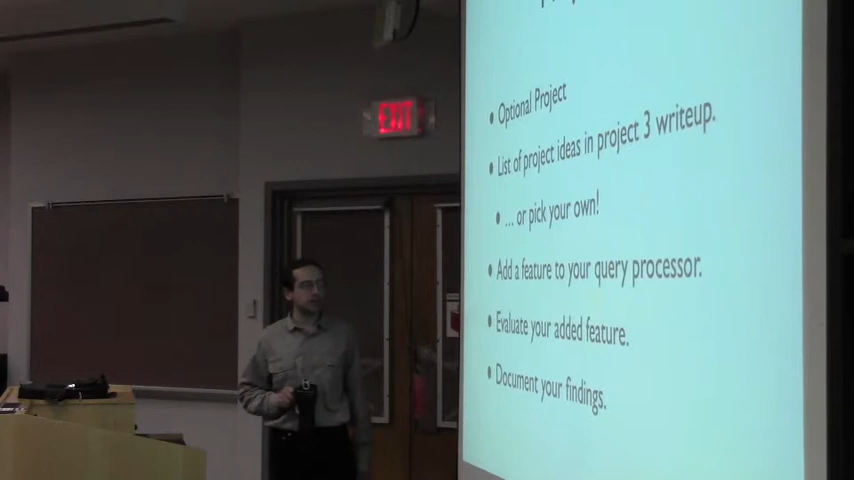 EXIT
Optional Project
List of project ideas in project 3 writeup.
... or pick your own!
Add a feature to your query processor.
Evaluate your added feature.
Document your findings.